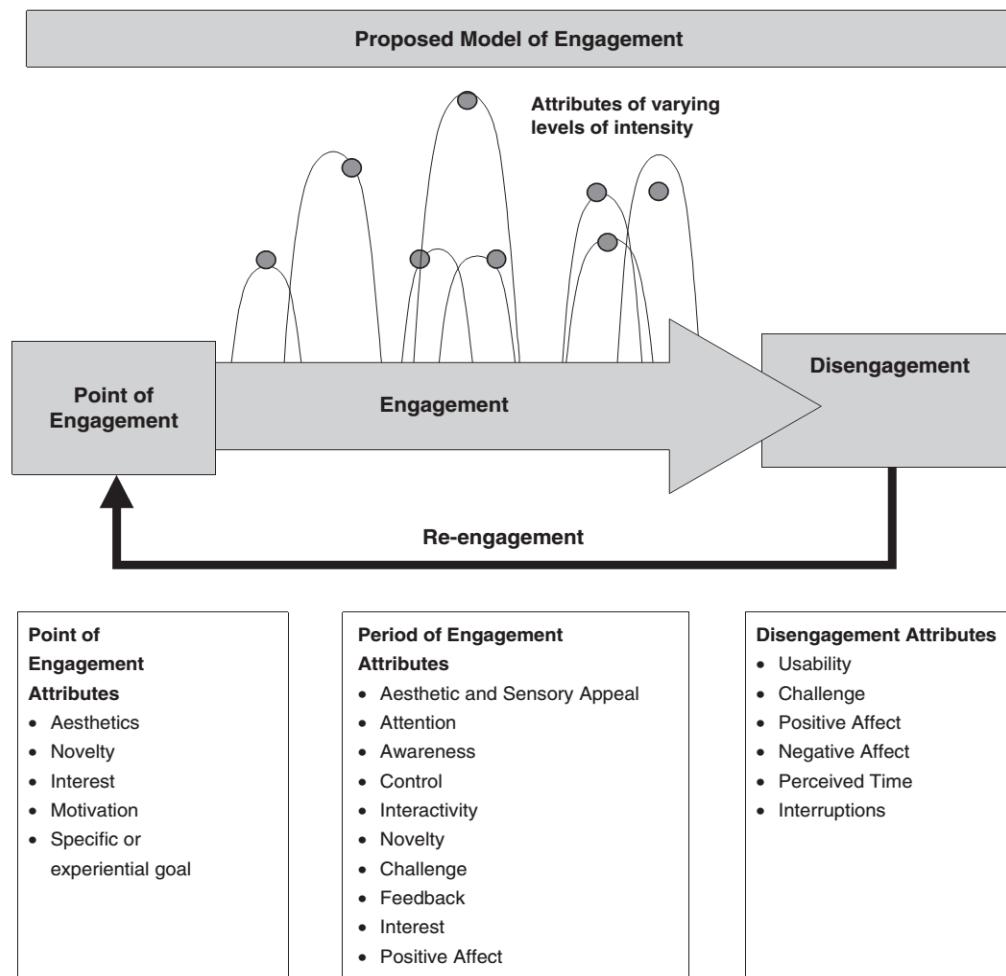 Proposed Model of Engagement
Attributes of varying
levels of intensity
Point of
Engagement
Engagement
Disengagement
Re-engagement
Point of
Engagement
Attributes
• Aesthetics
• Novelty
• Interest
• Motivation
• Specific or
experiential goal
Period of Engagement
Attributes
• Aesthetic and Sensory Appeal
• Attention
• Awareness
• Control
• Interactivity
• Novelty
• Challenge
• Feedback
• Interest
• Positive Affect
Disengagement Attributes
• Usability
• Challenge
• Positive Affect
• Negative Affect
• Perceived Time
• Interruptions